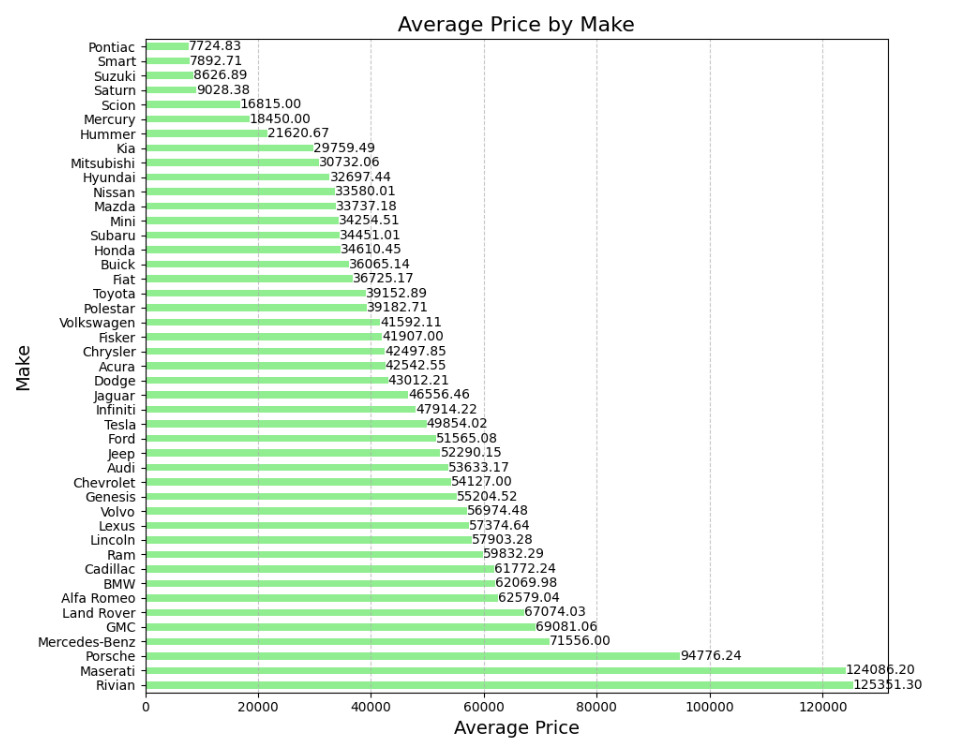 Average Price by Make
Pontiac 7724.83
Smart 7892.71
Suzuki 8626.89
Saturn 9028.38
Scion 16815.00
Mercury 18450.00
Hummer 21620.67
Kia 29759.49
Mitsubishi 30732.06
Hyundai 32697.44
Nissan 33580.01
Mazda 33737.18
Mini 34254.51
Subaru 34451.01
Honda 34610.45
Buick 36065.14
Fiat 36725.17
Toyota 39152.89
Polestar 39182.71
Volkswagen 41592.11
Fisker 41907.00
Chrysler 42497.85
Acura 42542.55
Dodge 43012.21
Jaguar 46556.46
Infiniti 47914.22
Tesla 49854.02
Ford 51565.08
Jeep 52290.15
Audi 53633.17
Chevrolet 54127.00
Genesis 55204.52
Volvo 56974.48
Lexus 57374.64
Lincoln 57903.28
Ram 59832.29
Cadillac 61772.24
BMW 62069.98
Alfa Romeo 62579.04
Land Rover 67074.03
GMC 69081.06
Mercedes-Benz 71556.00
Porsche 94776.24
Maserati 124086.20
Rivian 125351.30
0 20000 40000 60000 80000 100000 120000
Average Price
Make